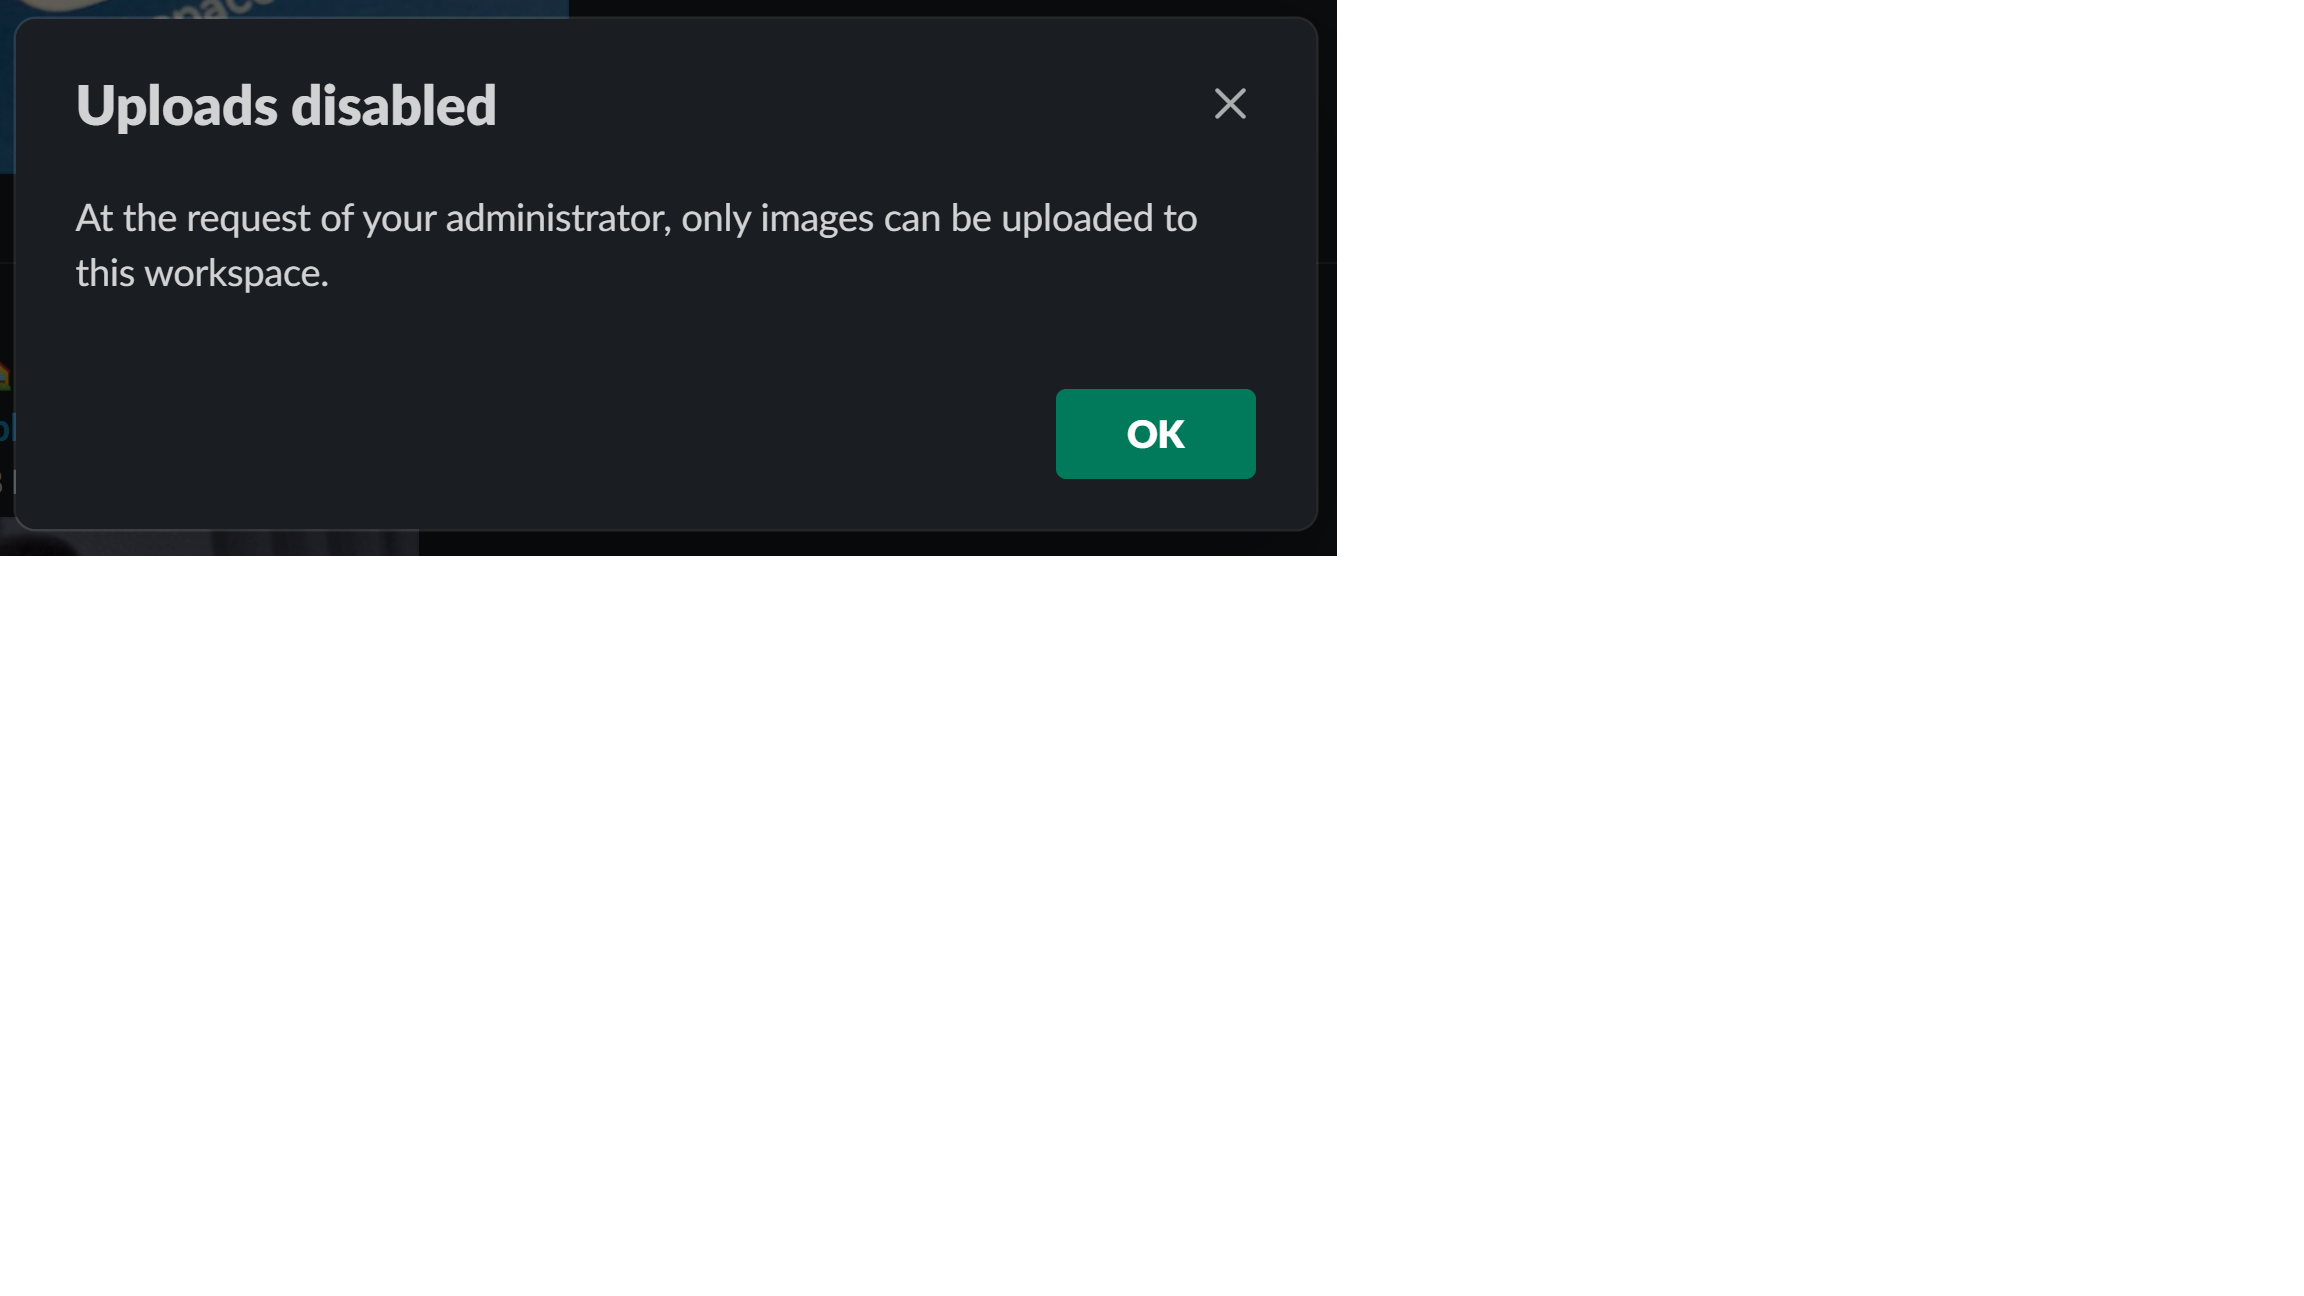 Uploads disabled
At the request of your administrator, only images can be uploaded to
this workspace.
OK